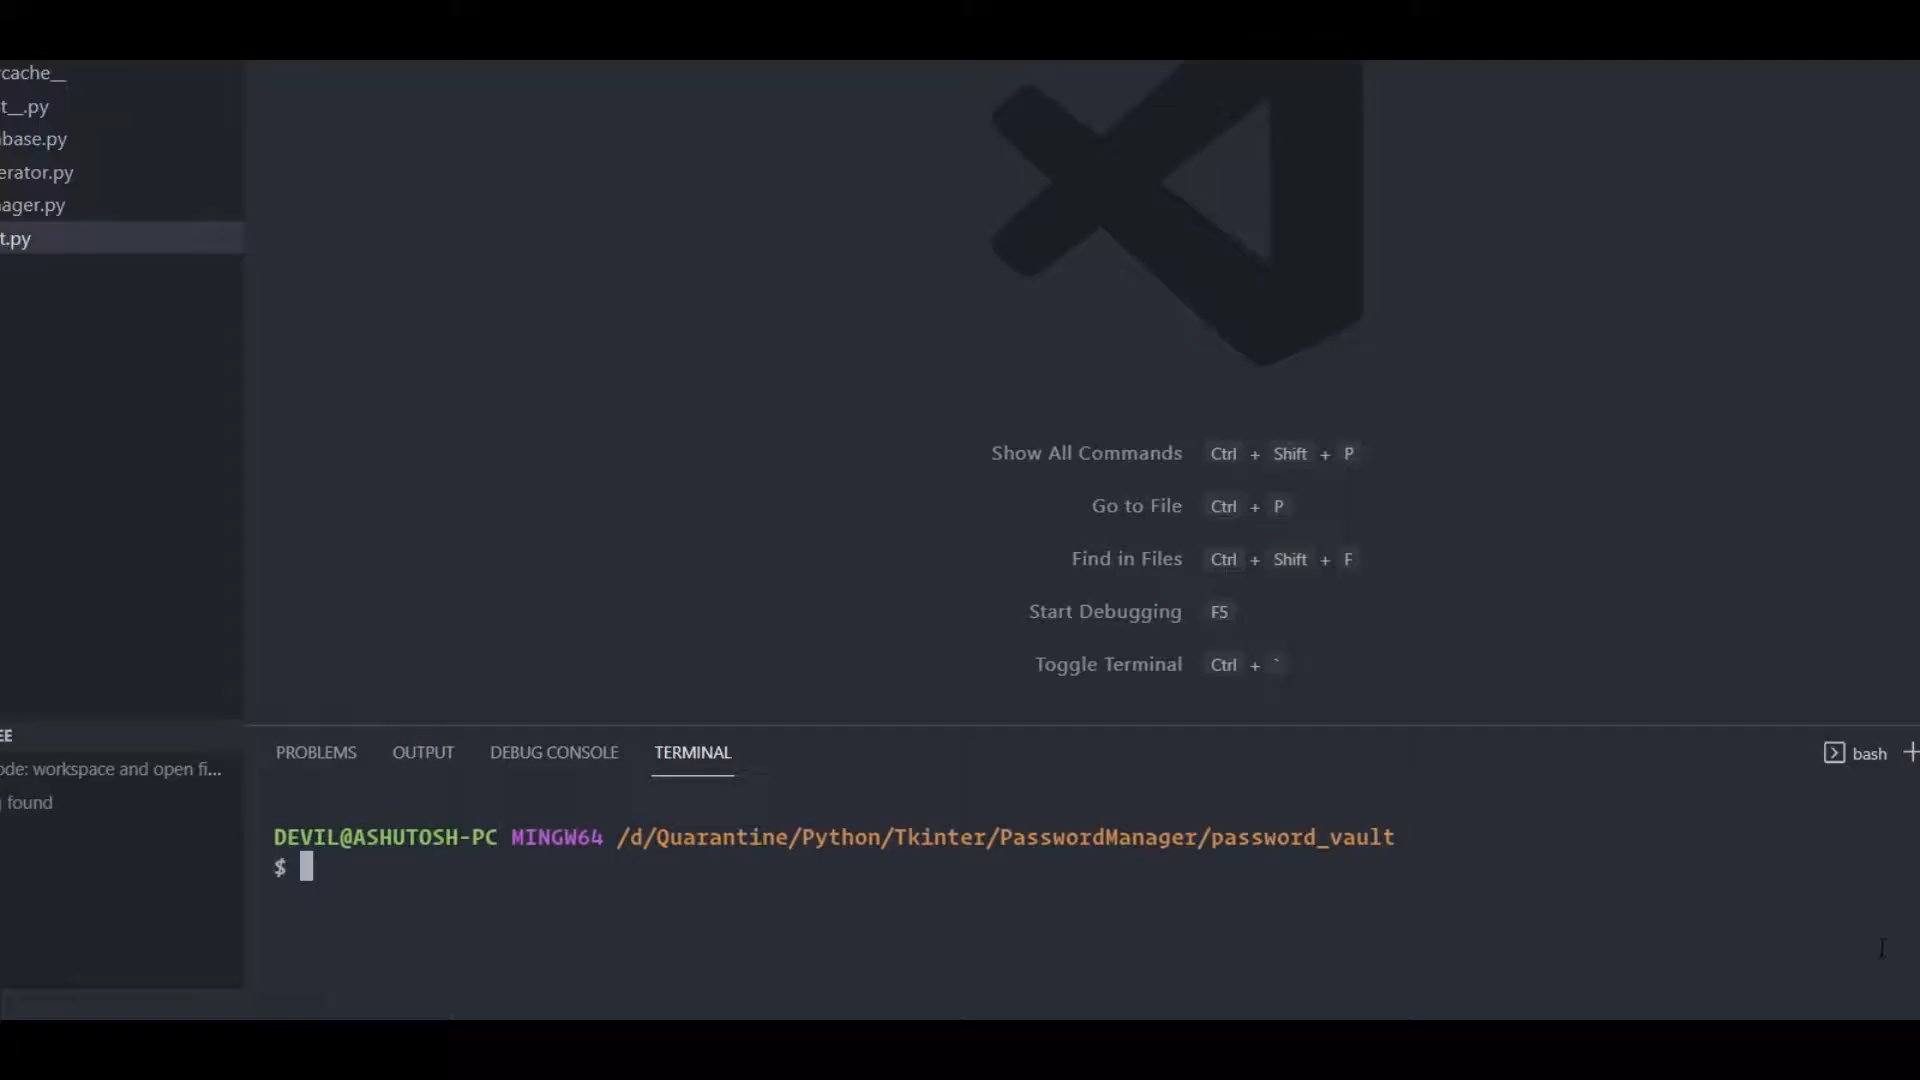 cache__
t__.py
base.py
erator.py
ager.py
t.py
Show All Commands Ctrl + Shift + P
Go to File Ctrl + P
Find in Files Ctrl + Shift + F
Start Debugging F5
Toggle Terminal Ctrl + `
EE
ode: workspace and open fi...
found
PROBLEMS OUTPUT DEBUG CONSOLE TERMINAL
bash
DEVIL@ASHUTOSH-PC MINGW64 /d/Quarantine/Python/Tkinter/PasswordManager/password_vault
$